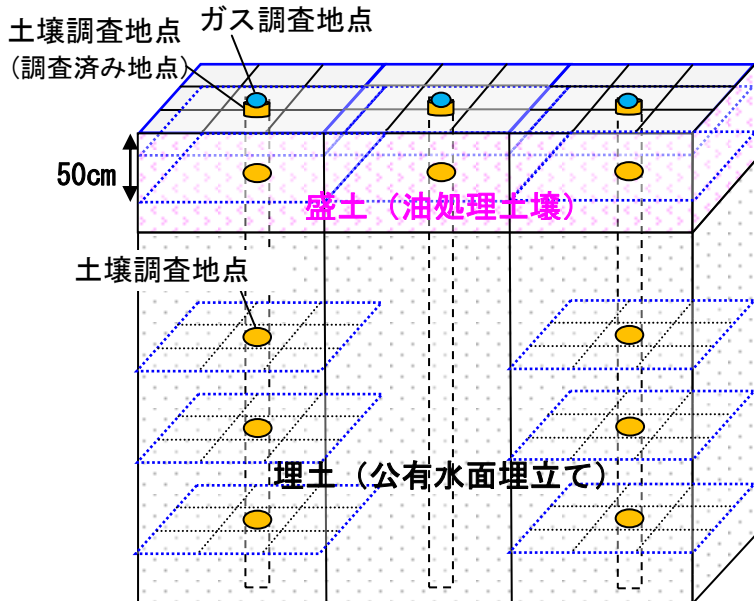 ガス調査地点
土壌調査地点
(調査済み地点)
50cm
盛土（油処理土壌）
土壌調査地点
埋土（公有水面埋立て）